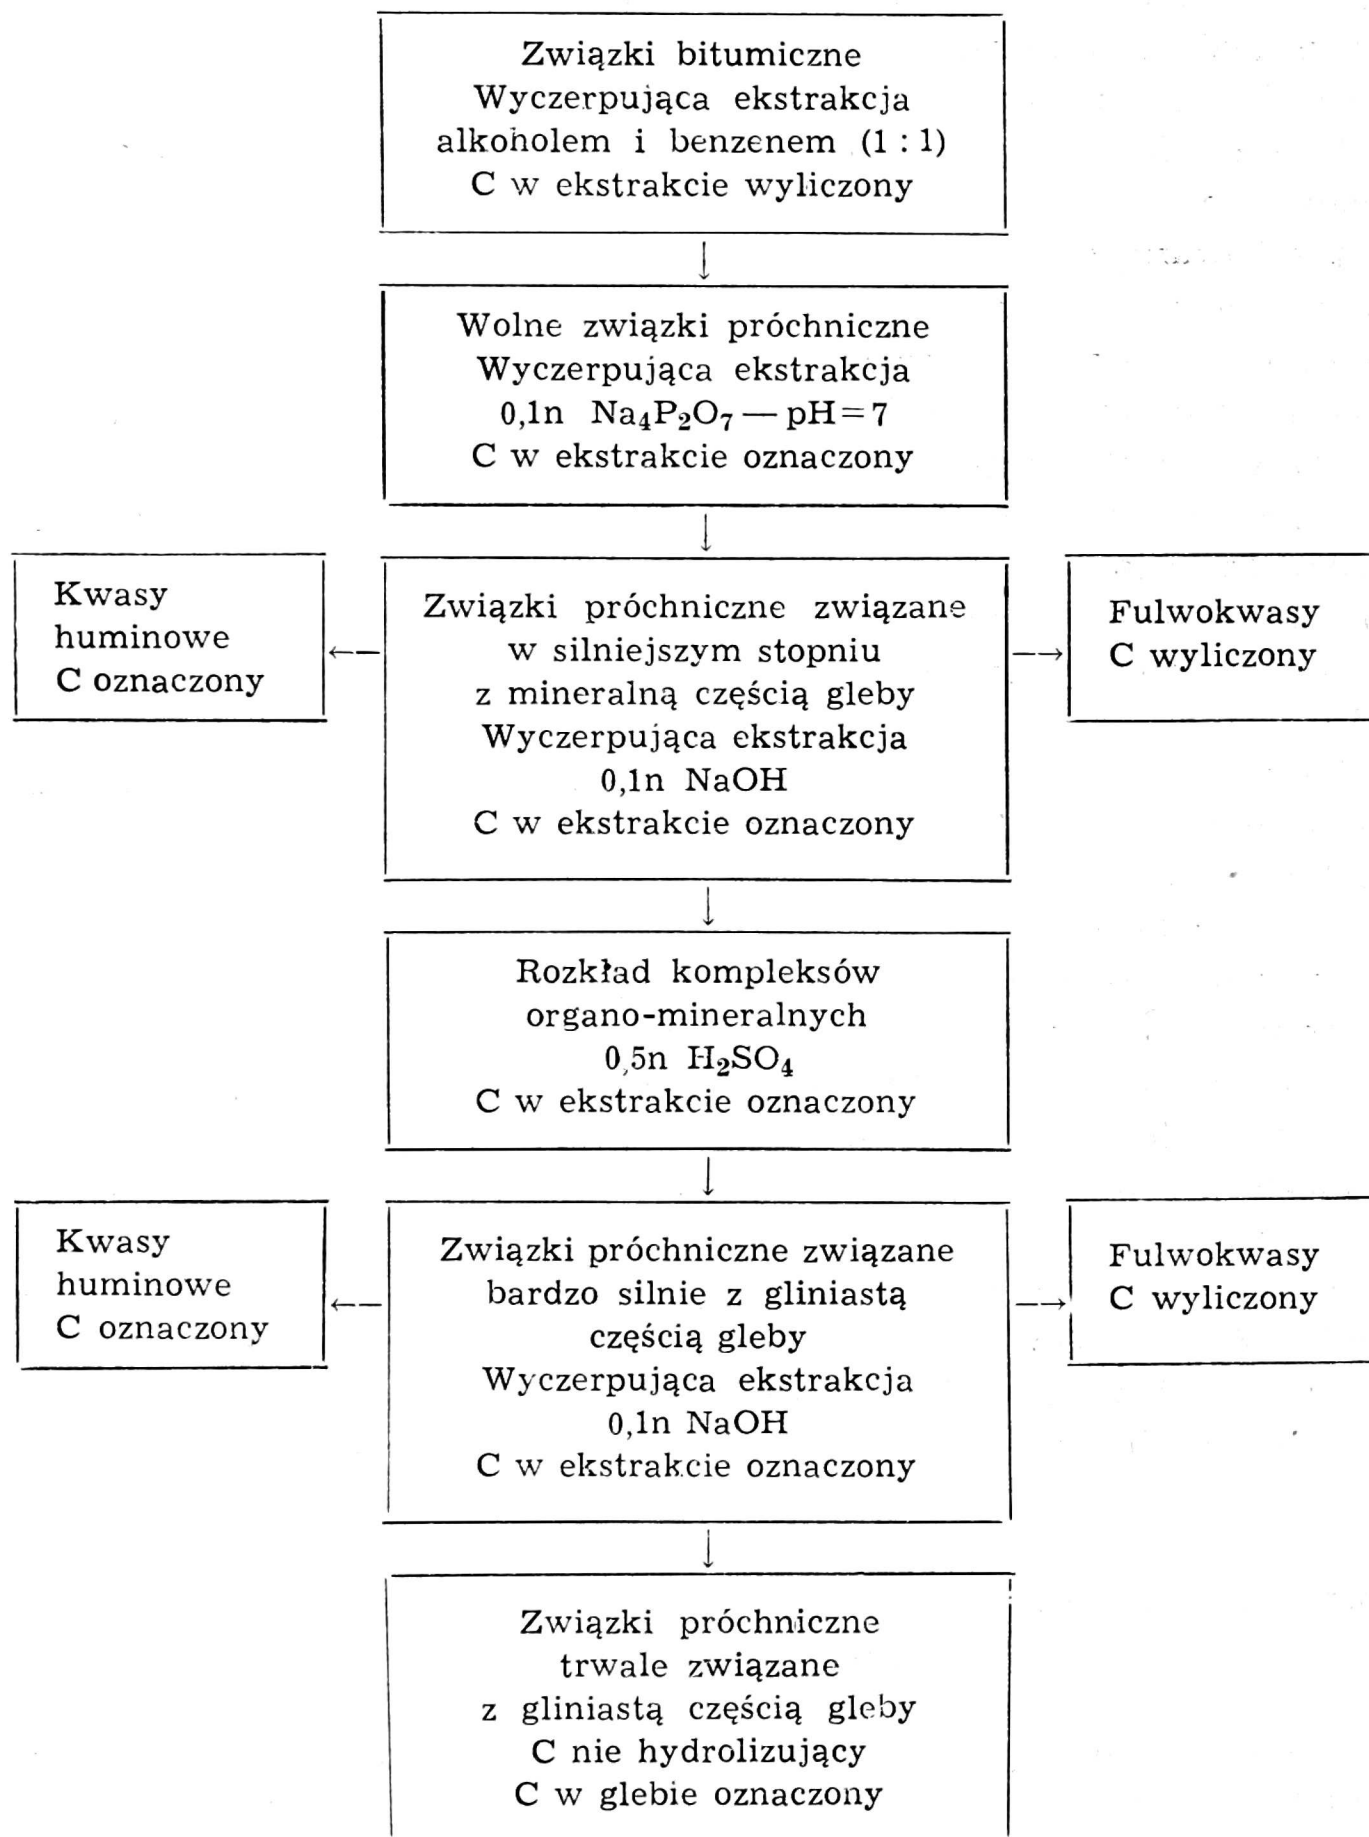 Związki bitumiczne
Wyczerpująca ekstrakcja
alkoholem i benzenem (1 : 1)
C w ekstrakcie wyliczony
↓
Wolne związki próchniczne
Wyczerpująca ekstrakcja
0,1n Na₄P₂O₇ — pH = 7
C w ekstrakcie oznaczony
↓
Kwasy
huminowe
C oznaczony
←—
Związki próchniczne związane
w silniejszym stopniu
z mineralną częścią gleby
Wyczerpująca ekstrakcja
0,1n NaOH
C w ekstrakcie oznaczony
—→
Fulwokwasy
C wyliczony
↓
Rozkład kompleksów
organo-mineralnych
0,5n H₂SO₄
C w ekstrakcie oznaczony
↓
Kwasy
huminowe
C oznaczony
←—
Związki próchniczne związane
bardzo silnie z gliniastą
częścią gleby
Wyczerpująca ekstrakcja
0,1n NaOH
C w ekstrakcie oznaczony
—→
Fulwokwasy
C wyliczony
↓
Związki próchniczne
trwale związane
z gliniastą częścią gleby
C nie hydrolizujący
C w glebie oznaczony